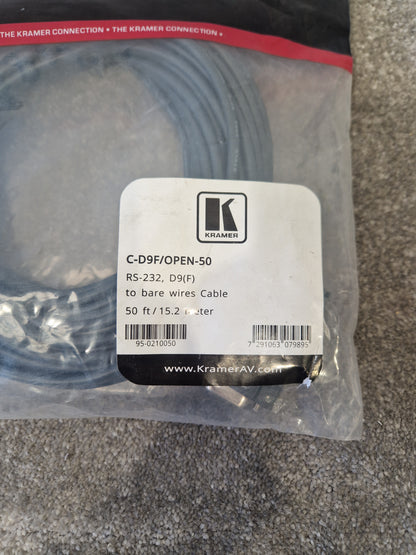 THE KRAMER CONNECTION • THE KRAMER CONNECTION •
K
KRAMER
C-D9F/OPEN-50
RS-232, D9(F)
to bare wires Cable
50 ft/15.2 meter
95-0210050
7 291063 079895
www.KramerAV.com